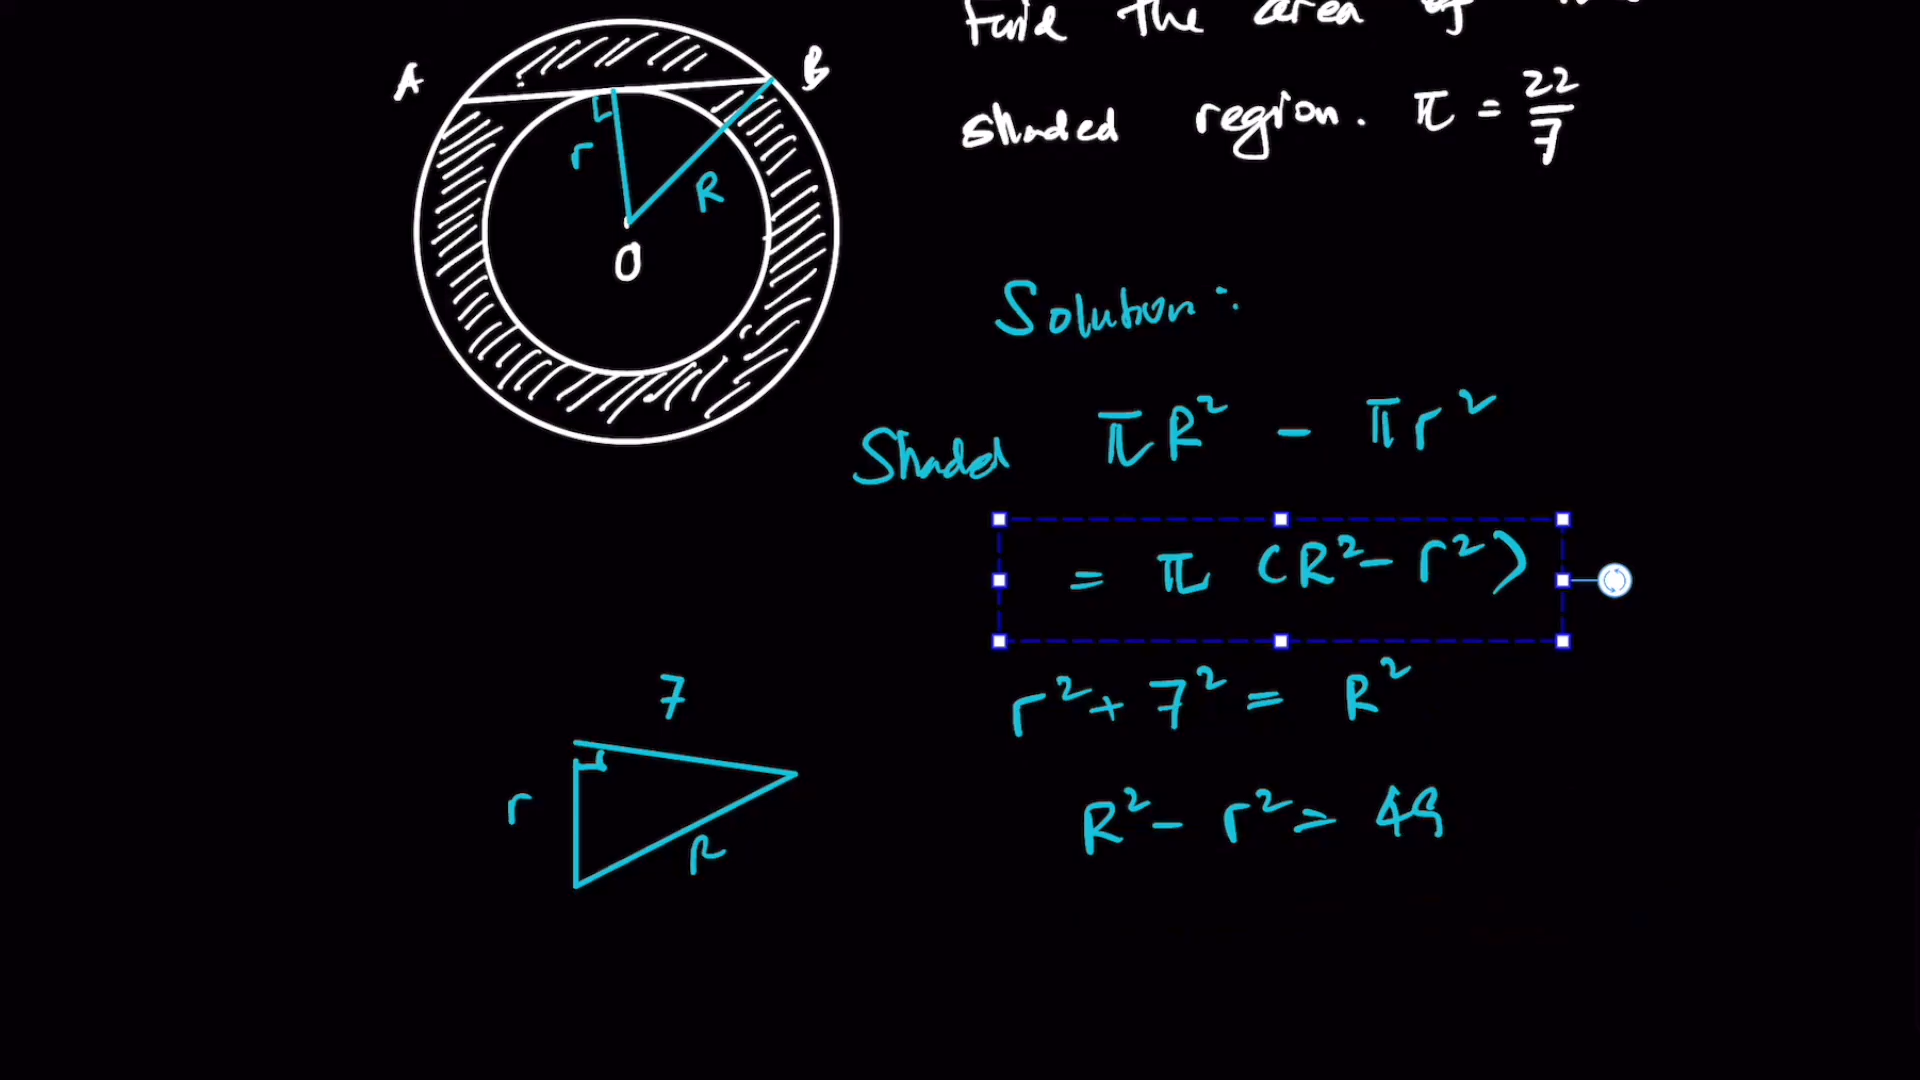 Find the area of
shaded region. π = 22/7
A
B
r
R
O
Solution:
Shaded πR² - πr²
= π (R² - r²)
r² + 7² = R²
R² - r² = 49
7
r
R